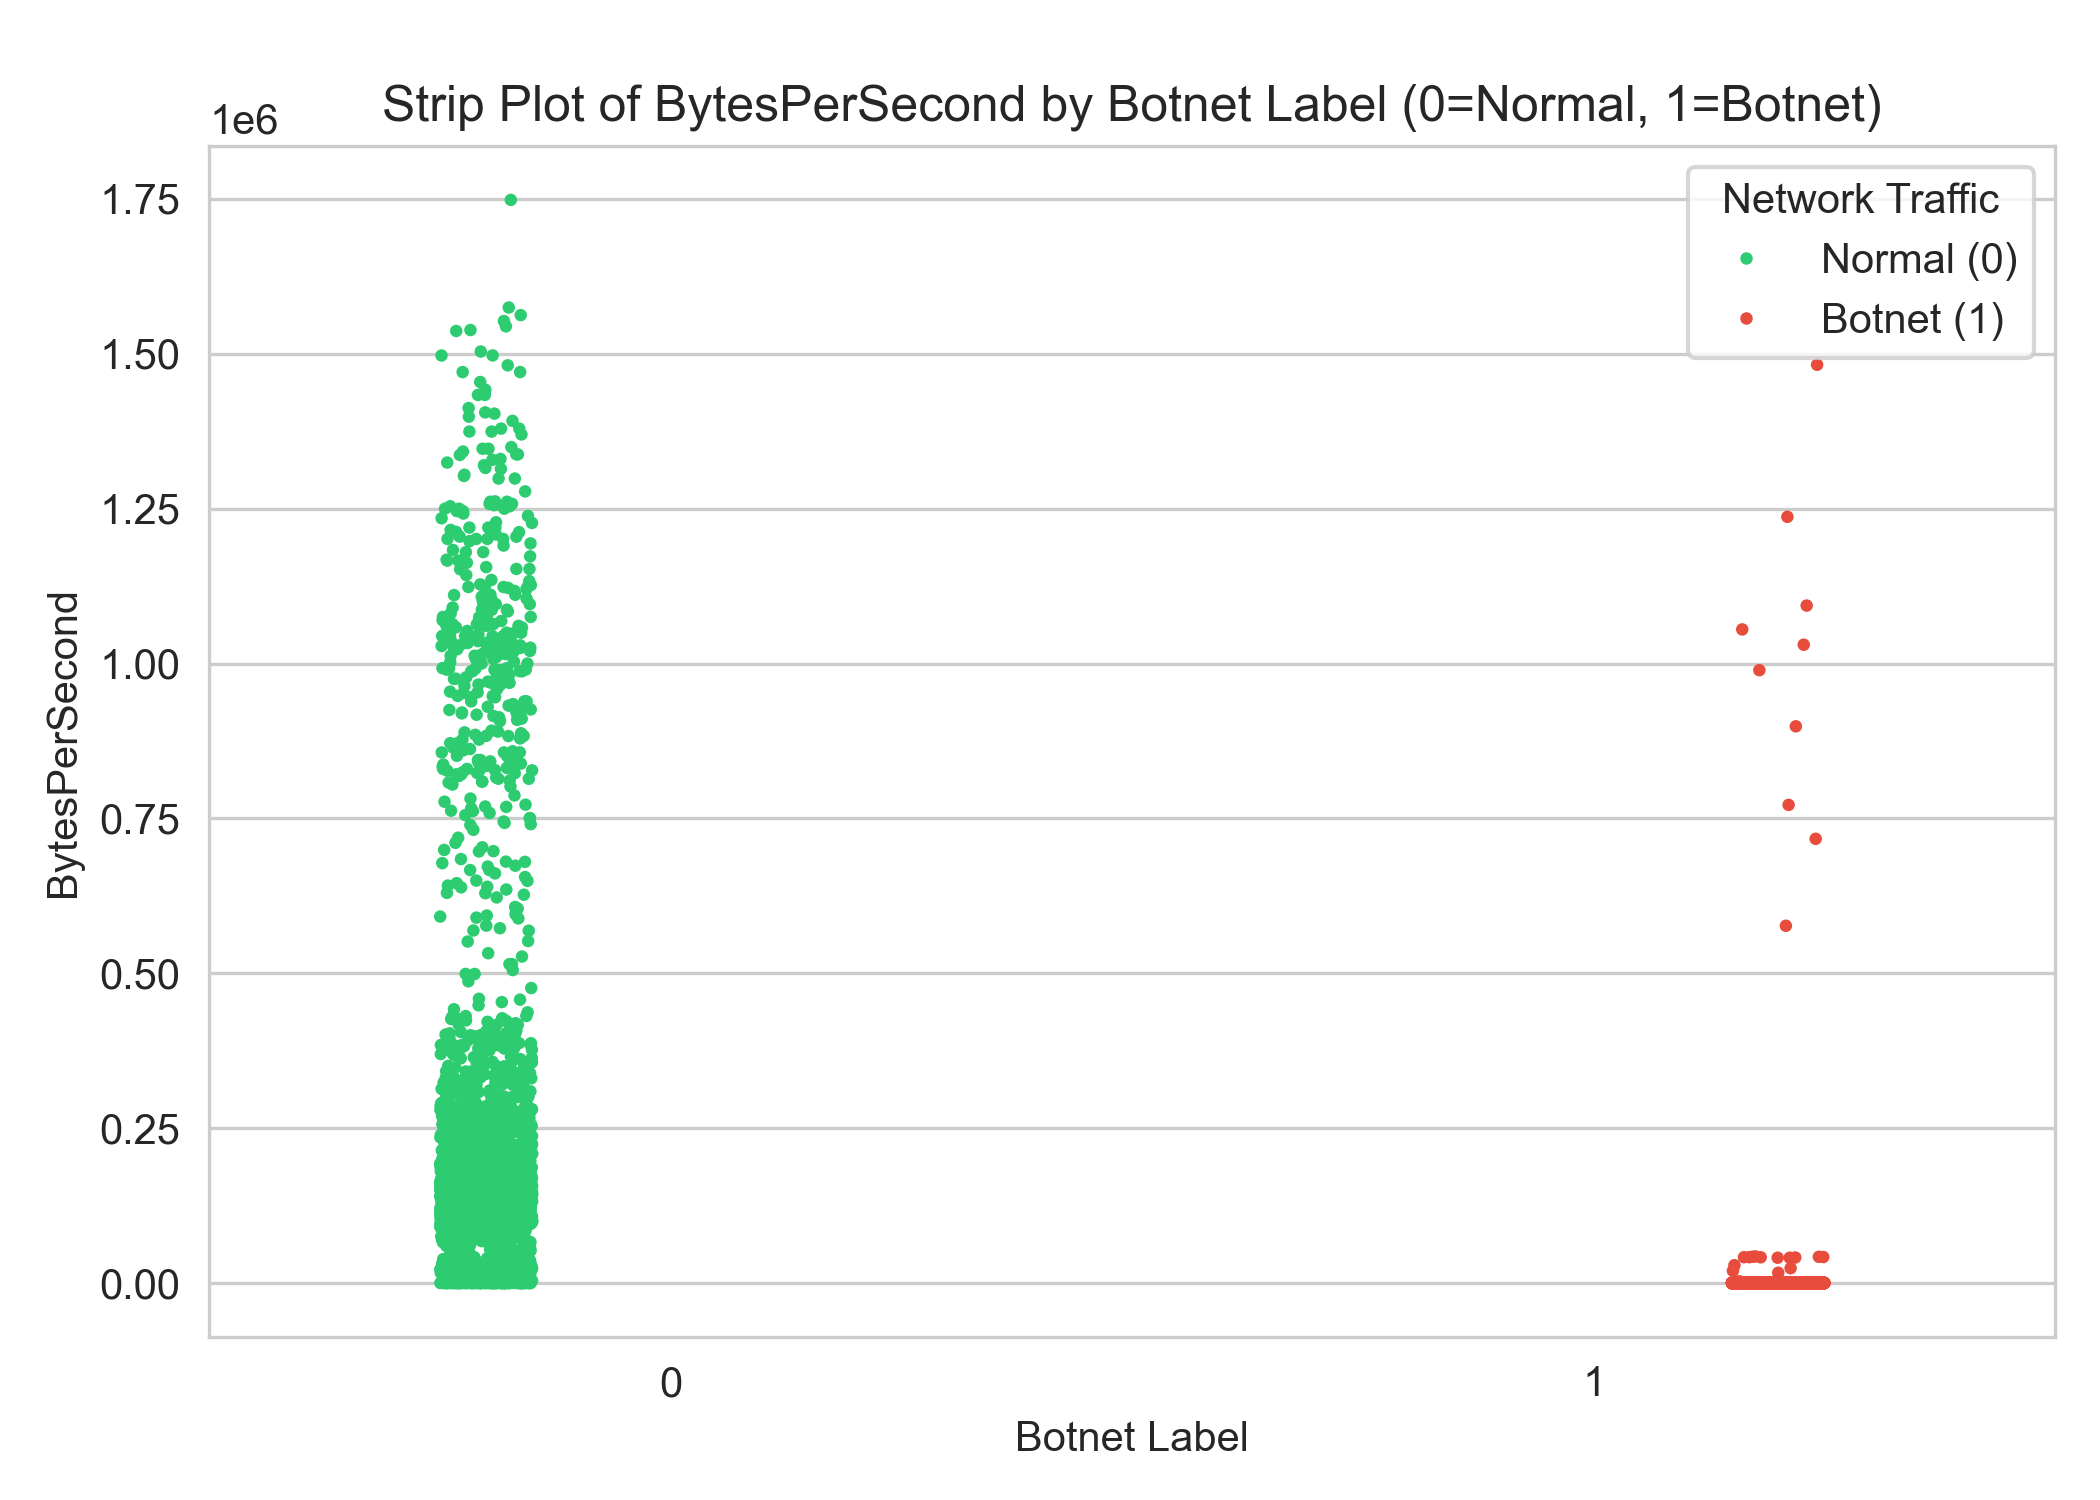 Strip Plot of BytesPerSecond by Botnet Label (0=Normal, 1=Botnet)
1e6
1.75
1.50
1.25
1.00
0.75
0.50
0.25
0.00
BytesPerSecond
Network Traffic
Normal (0)
Botnet (1)
0
1
Botnet Label